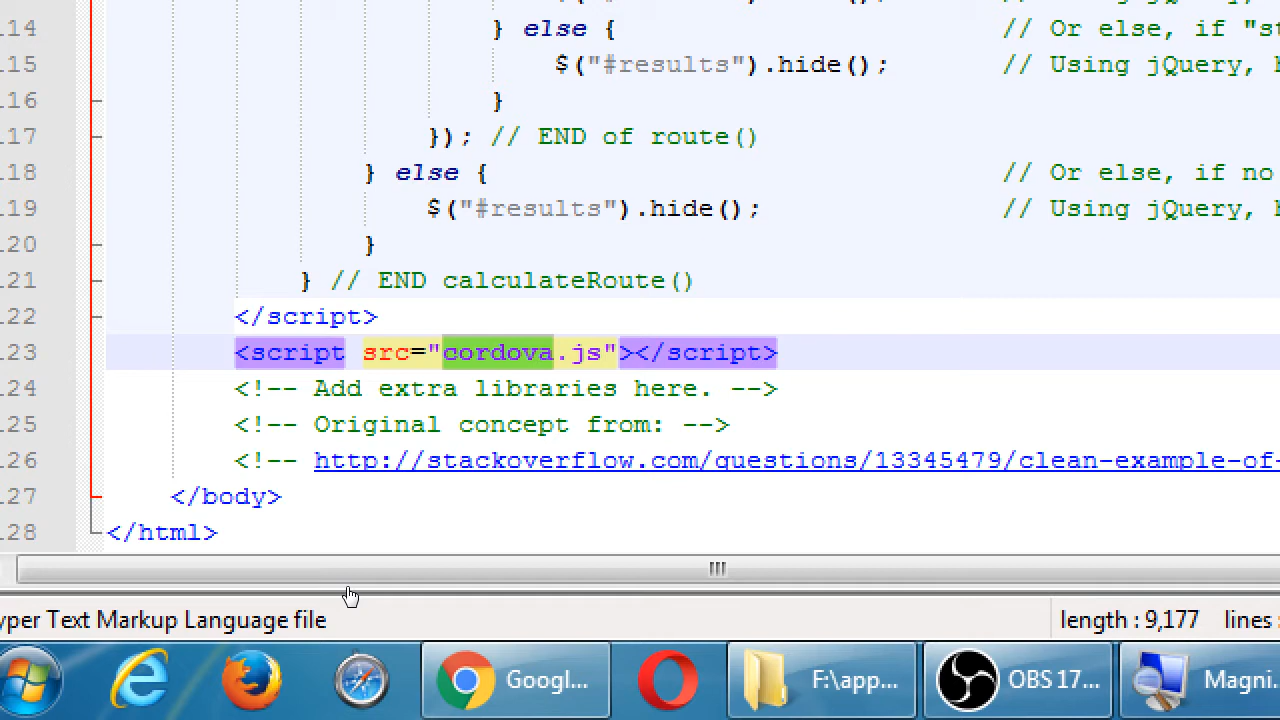 14 } else { // Or else, if "st
15 $("#results").hide(); // Using jQuery, h
16 }
17 }); // END of route()
18 } else { // Or else, if no
19 $("#results").hide(); // Using jQuery, h
20 }
21 } // END calculateRoute()
22 </script>
23 <script src="cordova.js"></script>
24 <!-- Add extra libraries here. -->
25 <!-- Original concept from: -->
26 <!-- http://stackoverflow.com/questions/13345479/clean-example-of-
27 </body>
28 </html>
yper Text Markup Language file length : 9,177 lines :
Googl... F:\app... OBS 17... Magni...